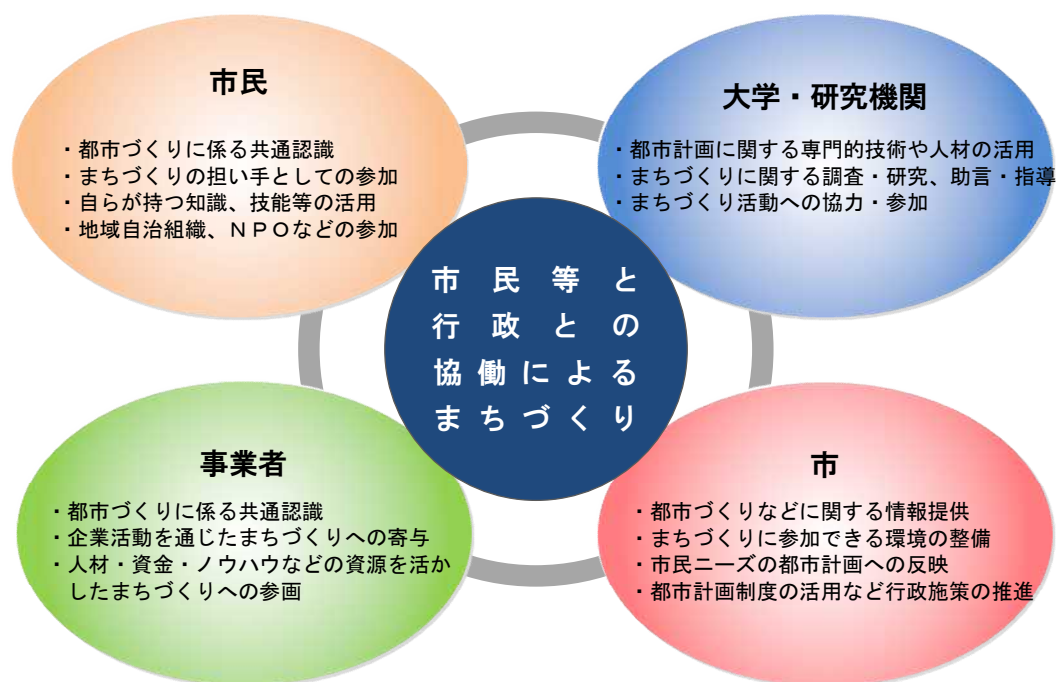 市民
・都市づくりに係る共通認識
・まちづくりの担い手としての参加
・自らが持つ知識、技能等の活用
・地域自治組織、ＮＰＯなどの参加
大学・研究機関
・都市計画に関する専門的技術や人材の活用
・まちづくりに関する調査・研究、助言・指導
・まちづくり活動への協力・参加
市民等と
行政との
協働による
まちづくり
事業者
・都市づくりに係る共通認識
・企業活動を通じたまちづくりへの寄与
・人材・資金・ノウハウなどの資源を活か
したまちづくりへの参画
市
・都市づくりなどに関する情報提供
・まちづくりに参加できる環境の整備
・市民ニーズの都市計画への反映
・都市計画制度の活用など行政施策の推進